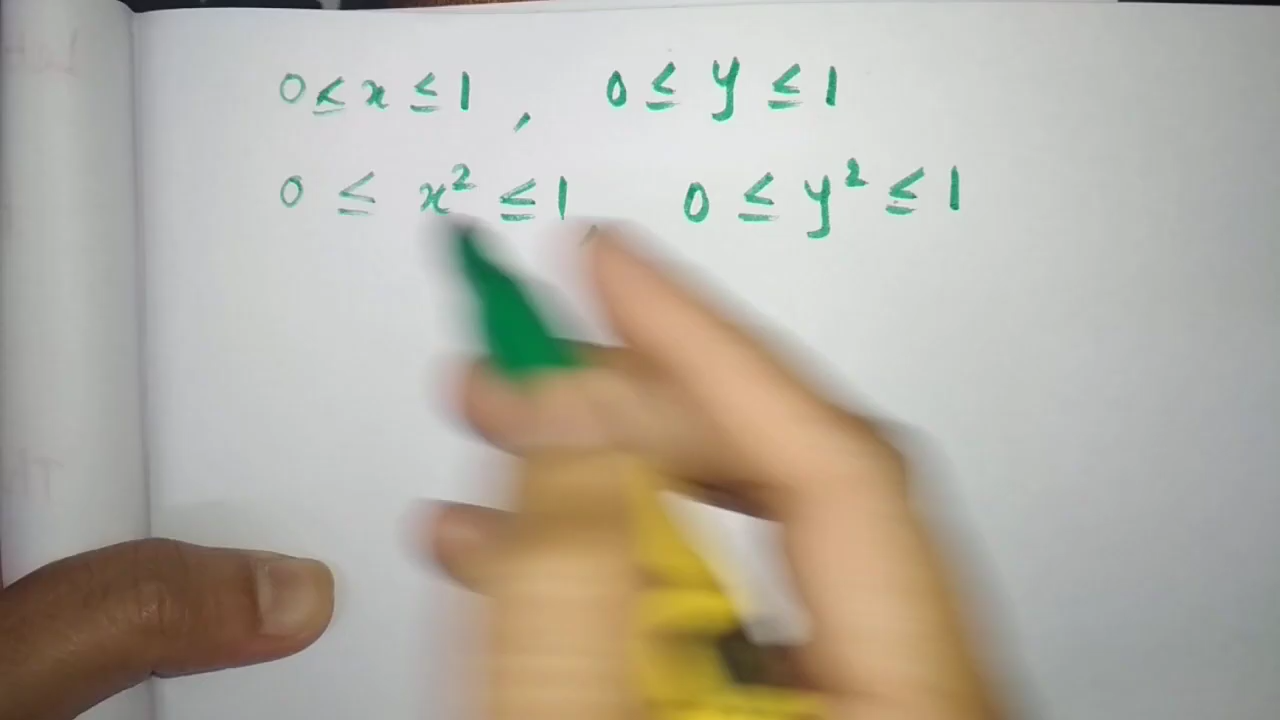 0 ≤ x ≤ 1 , 0 ≤ y ≤ 1
0 ≤ x² ≤ 1, 0 ≤ y² ≤ 1